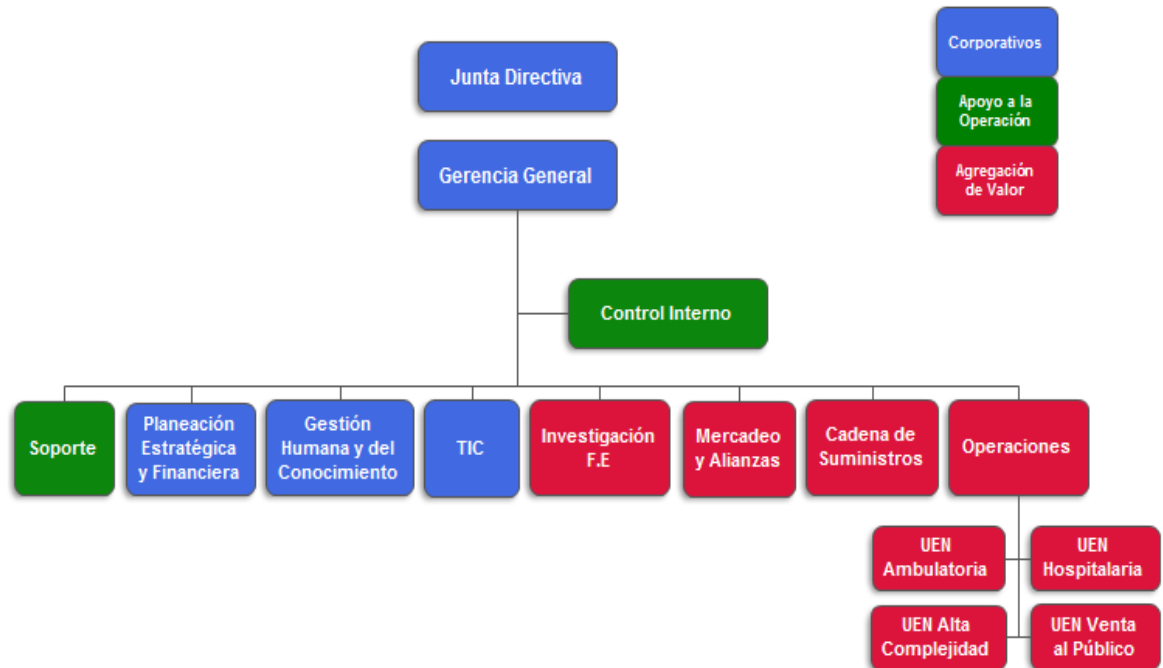 Junta Directiva
Gerencia General
Corporativos
Apoyo a la
Operación
Agregación
de Valor
Control Interno
Soporte
Planeación
Estratégica
y Financiera
Gestión
Humana y del
Conocimiento
TIC
Investigación
F.E
Mercadeo
y Alianzas
Cadena de
Suministros
Operaciones
UEN
Ambulatoria
UEN
Hospitalaria
UEN Alta
Complejidad
UEN Venta
al Público